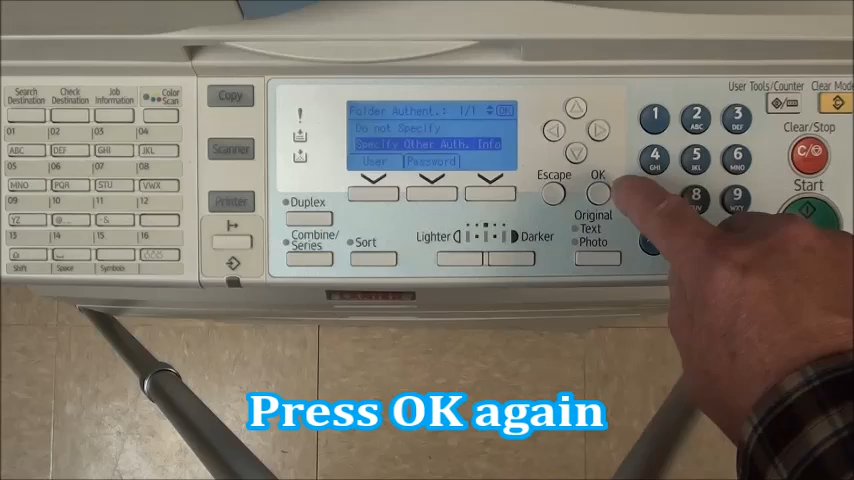 User Tools/Counter
Clear Mode
Search
Destination
Check
Destination
Job
Information
Color
Scan
Copy
Scanner
Printer
Folder Authent.: 1/1 OK
Do not Specify
Specify Other Auth. Info
User
Password
Escape
OK
1
2
ABC
3
DEF
4
GHI
5
JKL
6
MNO
8
9
Clear/Stop
C/
Start
01
02
03
04
ABC
DEF
GHI
JKL
05
06
07
08
MNO
PQR
STU
VWX
09
10
11
12
YZ
@...
-&
13
14
15
16
Shift
Space
Symbols
Duplex
Combine/
Series
Sort
Lighter
Darker
Original
Text
Photo
Press OK again